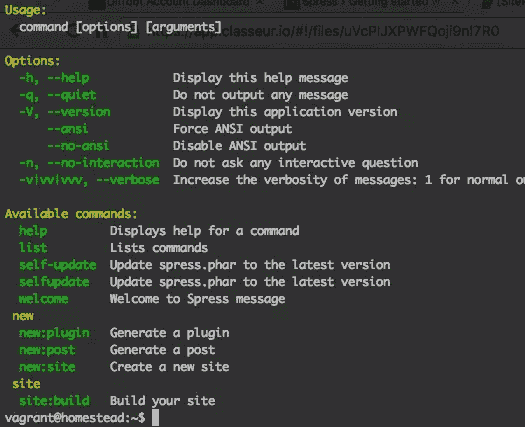 Usage:
command [options] [arguments]
Options:
-h, --help Display this help message
-q, --quiet Do not output any message
-V, --version Display this application version
--ansi Force ANSI output
--no-ansi Disable ANSI output
-n, --no-interaction Do not ask any interactive question
-v|vv|vvv, --verbose Increase the verbosity of messages: 1 for normal
Available commands:
help Displays help for a command
list Lists commands
self-update Update spress.phar to the latest version
selfupdate Update spress.phar to the latest version
welcome Welcome to Spress message
new
new:plugin Generate a plugin
new:post Generate a post
new:site Create a new site
site
site:build Build your site
vagrant@homestead:~$